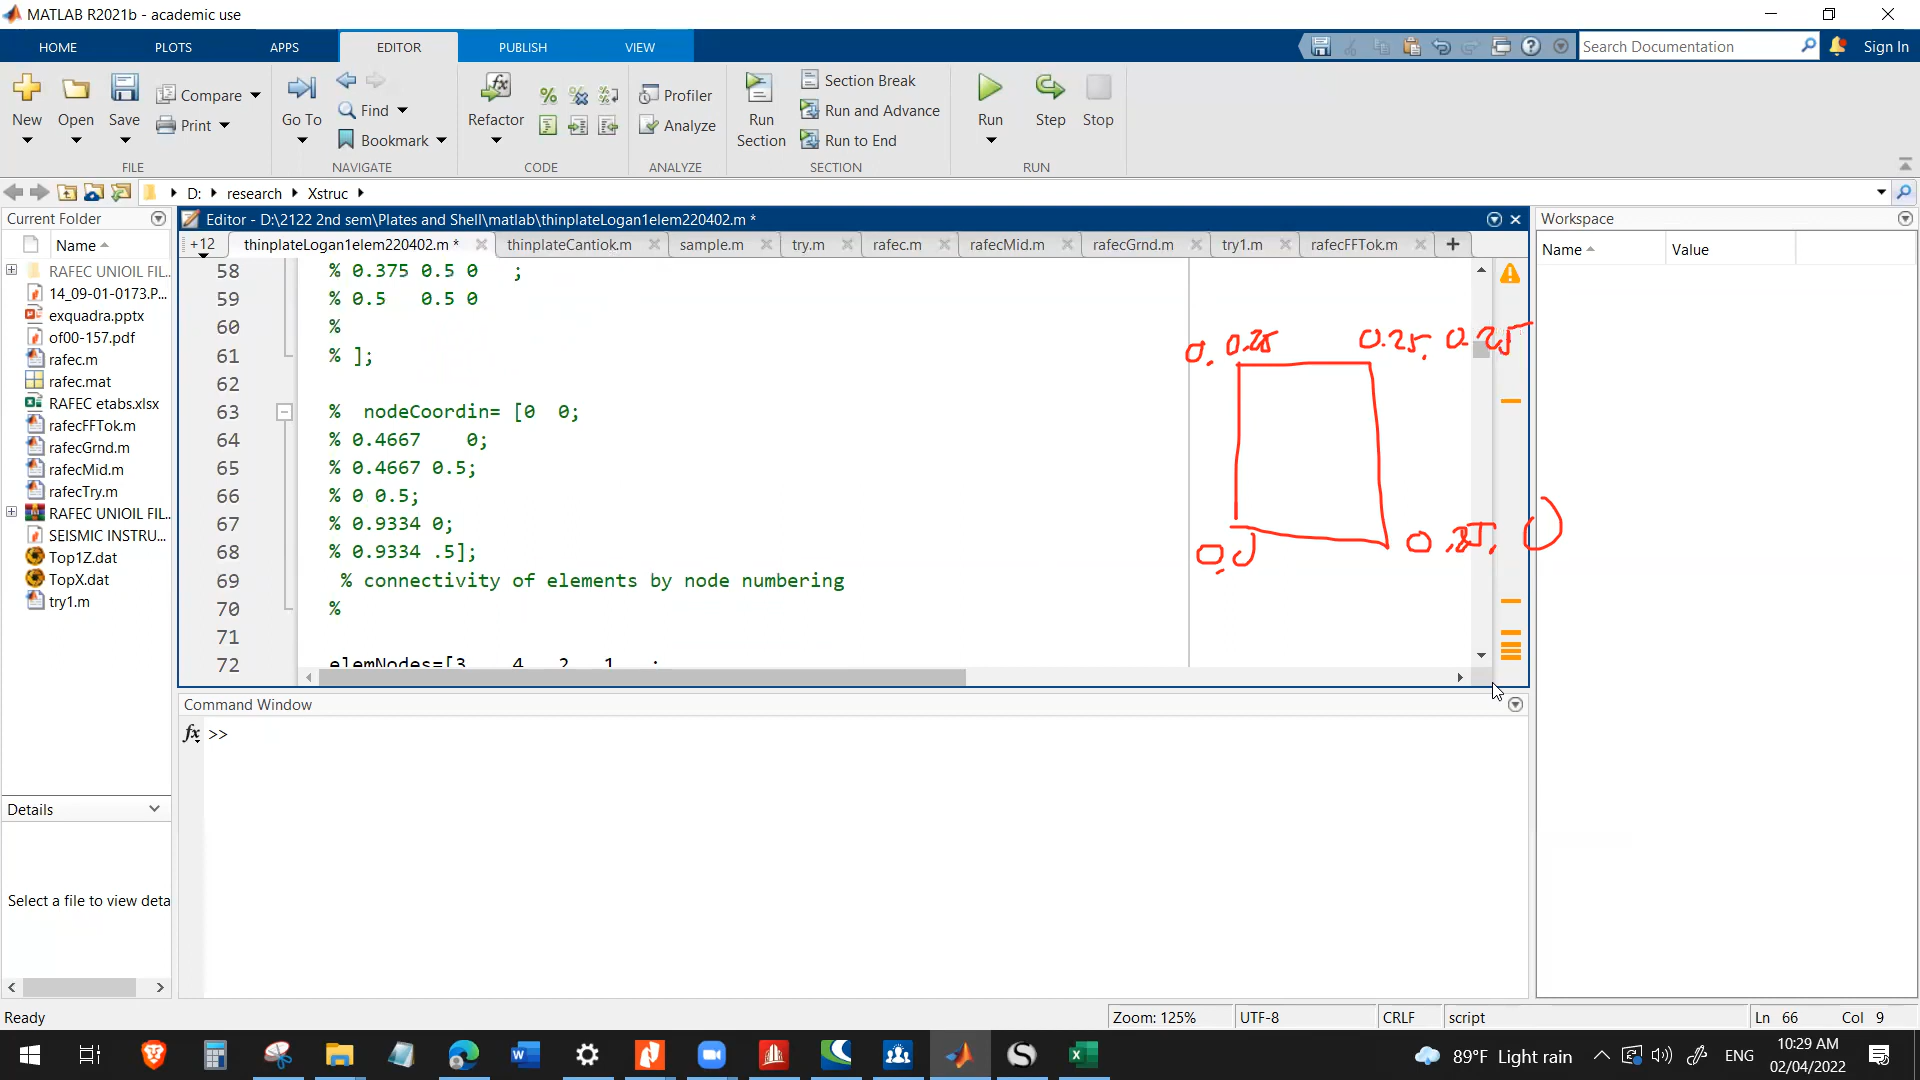 MATLAB R2021b - academic use
HOME PLOTS APPS EDITOR PUBLISH VIEW
Search Documentation
Sign In
New Open Save
Compare
Print
FILE
Go To
Find
Bookmark
NAVIGATE
Refactor
CODE
Profiler
Analyze
ANALYZE
Run Section
Section Break
Run and Advance
Run to End
SECTION
Run Step Stop
RUN
D: research Xstruc
Current Folder
Name
RAFEC UNIOIL FIL...
14_09-01-0173.P...
exquadra.pptx
of00-157.pdf
rafec.m
rafec.mat
RAFEC etabs.xlsx
rafecFFTok.m
rafecGrnd.m
rafecMid.m
rafecTry.m
RAFEC UNIOIL FIL...
SEISMIC INSTRU...
Top1Z.dat
TopX.dat
try1.m
Details
Select a file to view deta
Editor - D:\2122 2nd sem\Plates and Shell\matlab\thinplateLogan1elem220402.m *
+12 thinplateLogan1elem220402.m * thinplateCantiok.m sample.m try.m rafec.m rafecMid.m rafecGrnd.m try1.m rafecFFTok.m
58 % 0.375 0.5 0 ;
59 % 0.5 0.5 0
60 %
61 % ];
62
63 % nodeCoordin= [0 0;
64 % 0.4667 0;
65 % 0.4667 0.5;
66 % 0 0.5;
67 % 0.9334 0;
68 % 0.9334 .5];
69 % connectivity of elements by node numbering
70 %
71
72 elemNodes=[3 4 2 1 ;
0, 0.25 0.25, 0.25
0,0 0.25, 0
Command Window
fx >>
Workspace
Name Value
Ready
Zoom: 125% UTF-8 CRLF script Ln 66 Col 9
89°F Light rain
ENG
10:29 AM
02/04/2022